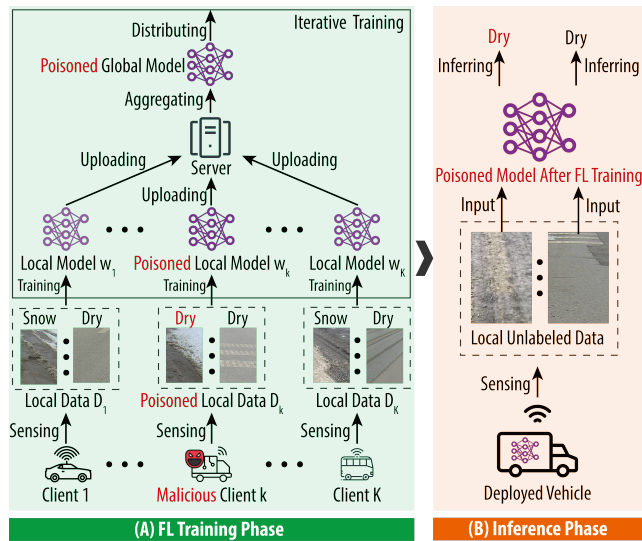 Iterative Training
Distributing
Poisoned Global Model
Aggregating
Uploading
Uploading
Server
Uploading
Local Model w1
Poisoned Local Model wk
Local Model wK
Training
Training
Training
Snow Dry
Dry Dry
Snow Dry
Local Data D1
Poisoned Local Data Dk
Local Data DK
Sensing
Sensing
Sensing
Client 1
Malicious Client k
Client K
(A) FL Training Phase
Dry
Dry
Inferring
Inferring
Poisoned Model After FL Training
Input
Input
Local Unlabeled Data
Sensing
Deployed Vehicle
(B) Inference Phase